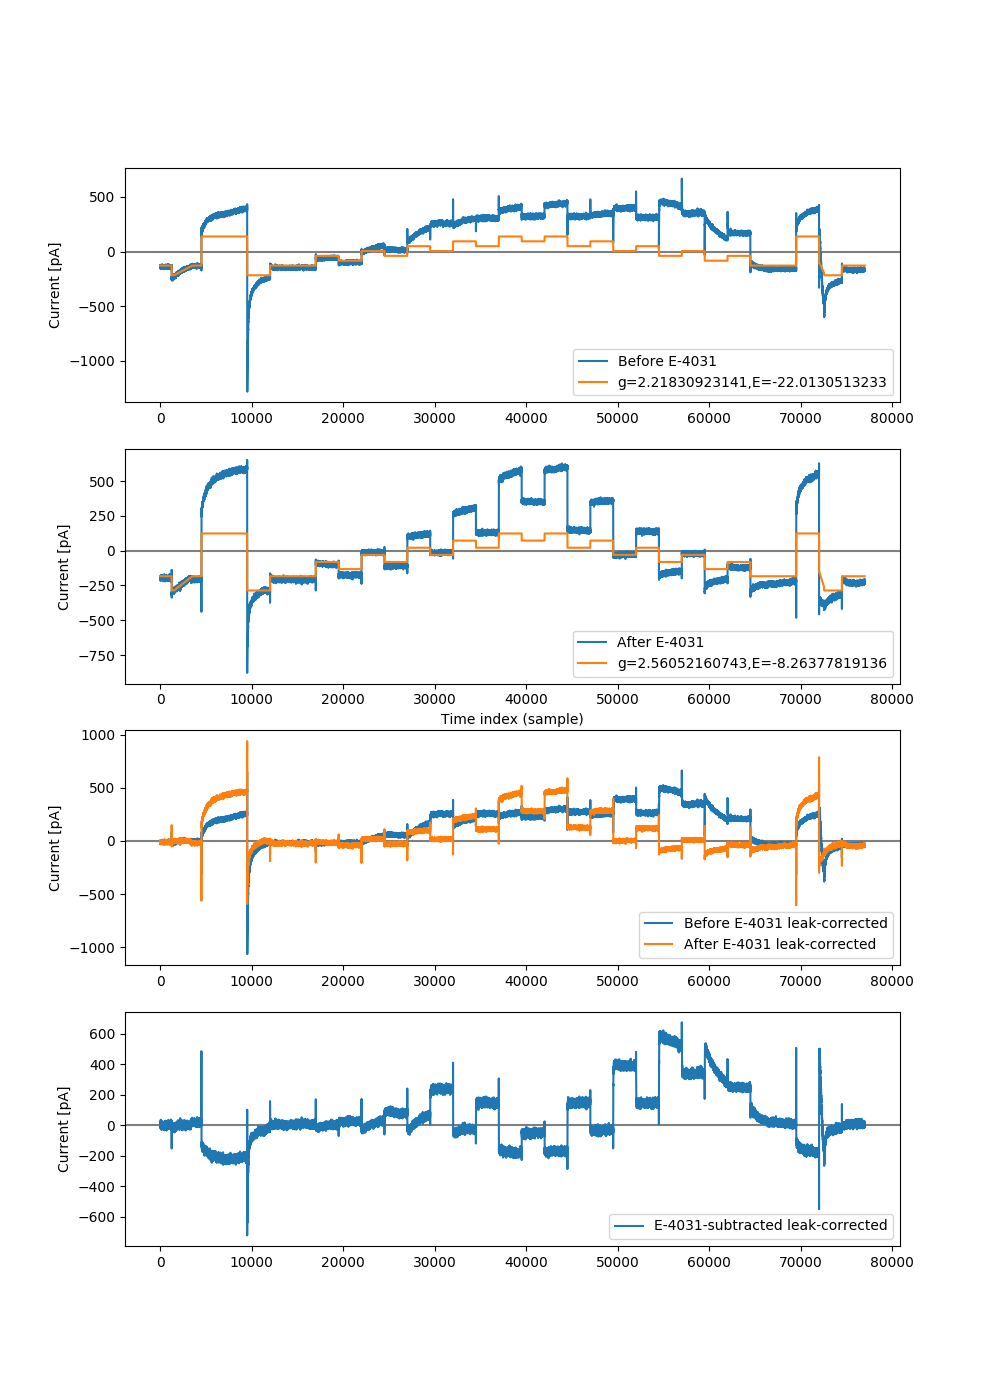 500
0
−500
−1000
Current [pA]
Before E-4031
g=2.21830923141,E=-22.0130513233
0 10000 20000 30000 40000 50000 60000 70000 80000
500
250
0
−250
−500
−750
Current [pA]
After E-4031
g=2.56052160743,E=-8.26377819136
0 10000 20000 30000 40000 50000 60000 70000 80000
Time index (sample)
1000
500
0
−500
−1000
Current [pA]
Before E-4031 leak-corrected
After E-4031 leak-corrected
0 10000 20000 30000 40000 50000 60000 70000 80000
600
400
200
0
−200
−400
−600
Current [pA]
E-4031-subtracted leak-corrected
0 10000 20000 30000 40000 50000 60000 70000 80000